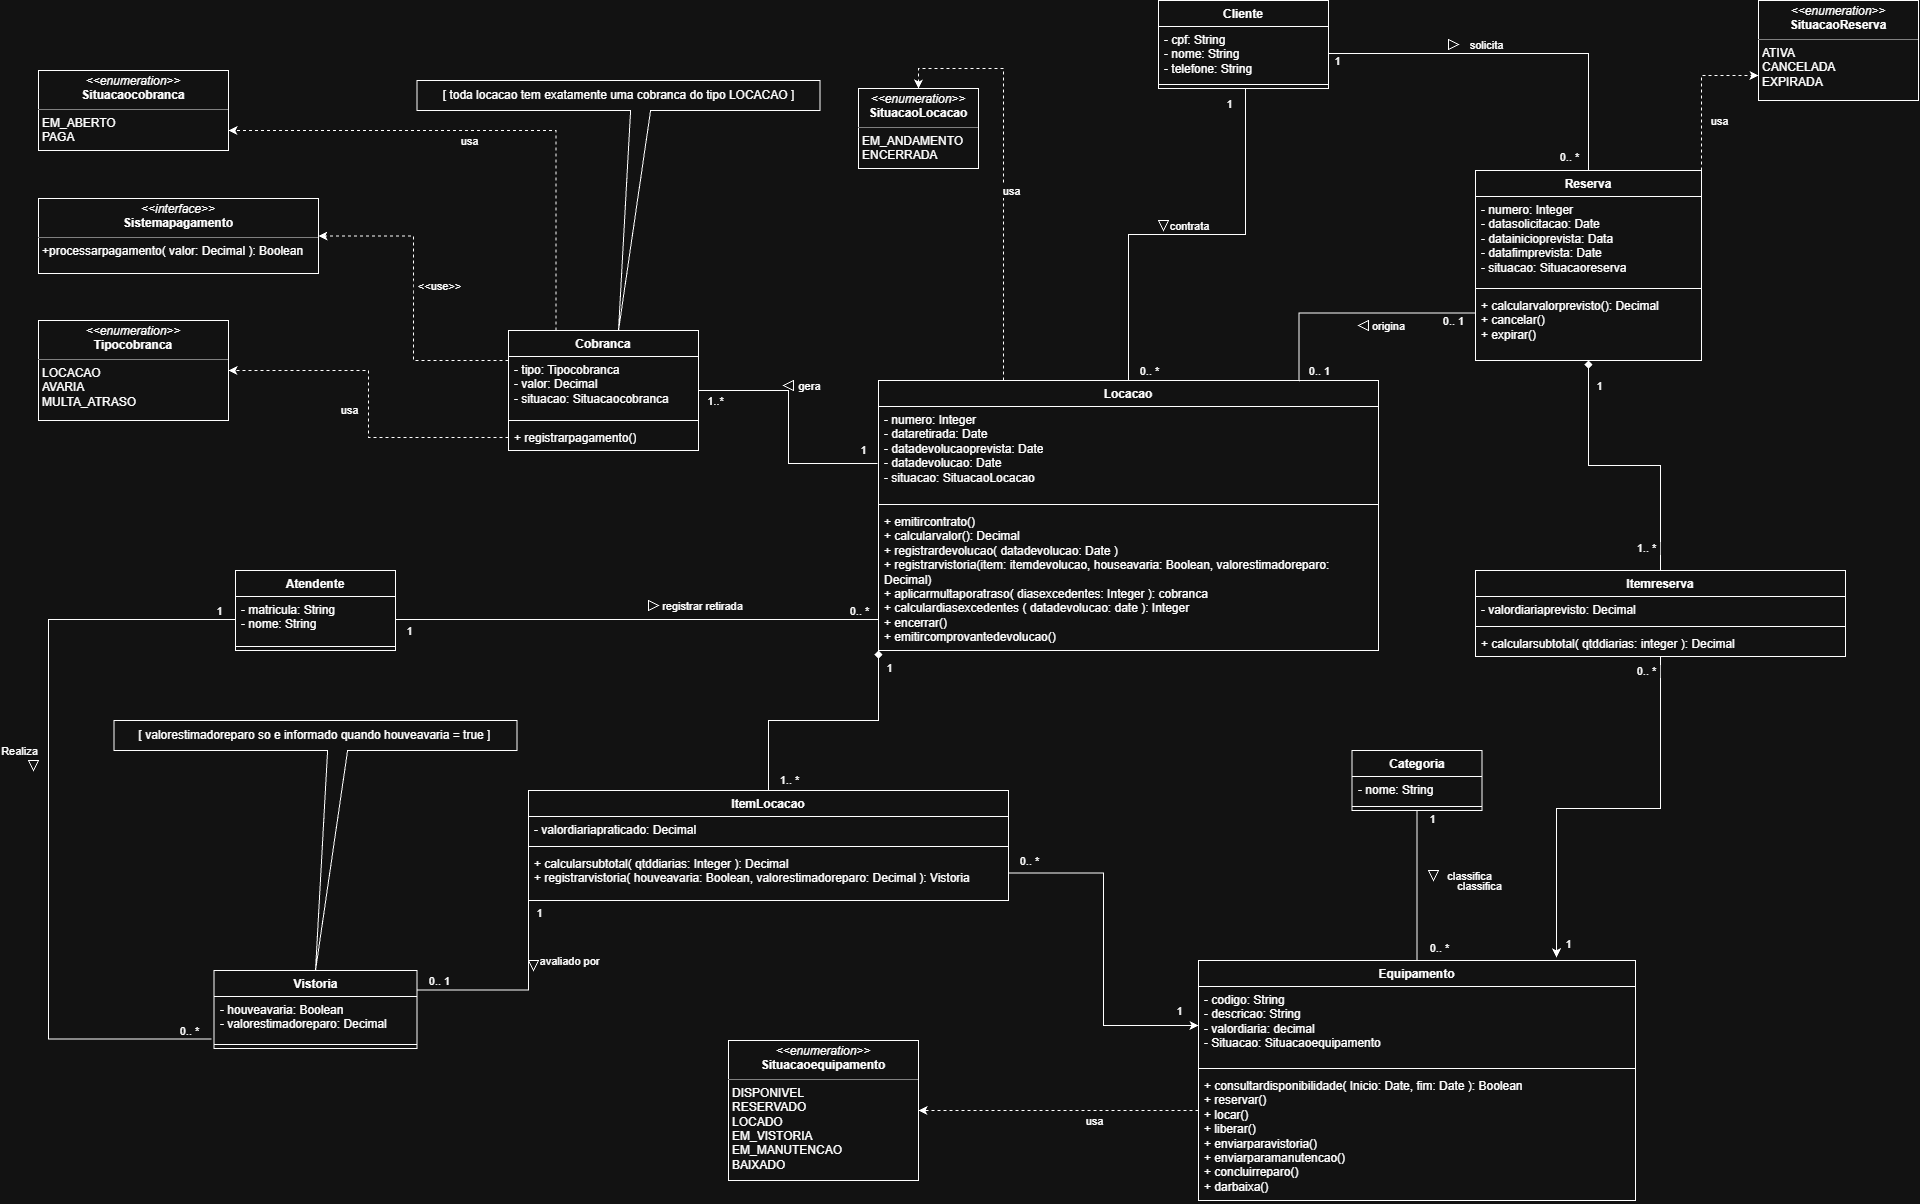 Cliente
- cpf: String
- nome: String
- telefone: String
1
1
solicita
0.. *
<<enumeration>>
SituacaoReserva
ATIVA
CANCELADA
EXPIRADA
usa
<<enumeration>>
Situacaocobranca
EM_ABERTO
PAGA
usa
[ toda locacao tem exatamente uma cobranca do tipo LOCACAO ]
<<enumeration>>
SituacaoLocacao
EM_ANDAMENTO
ENCERRADA
usa
contrata
0.. *
Reserva
- numero: Integer
- datasolicitacao: Date
- datainicioprevista: Data
- datafimprevista: Date
- situacao: Situacaoreserva
+ calcularvalorprevisto(): Decimal
+ cancelar()
+ expirar()
0.. 1
origina
0.. 1
1
<<interface>>
Sistemapagamento
+processarpagamento( valor: Decimal ): Boolean
<<use>>
<<enumeration>>
Tipocobranca
LOCACAO
AVARIA
MULTA_ATRASO
usa
Cobranca
- tipo: Tipocobranca
- valor: Decimal
- situacao: Situacaocobranca
+ registrarpagamento()
gera
1..*
1
Locacao
- numero: Integer
- dataretirada: Date
- datadevolucaoprevista: Date
- datadevolucao: Date
- situacao: SituacaoLocacao
+ emitircontrato()
+ calcularvalor(): Decimal
+ registrardevolucao( datadevolucao: Date )
+ registrarvistoria(item: itemdevolucao, houseavaria: Boolean, valorestimadoreparo:
Decimal)
+ aplicarmultaporatraso( diasexcedentes: Integer ): cobranca
+ calculardiasexcedentes ( datadevolucao: date ): Integer
+ encerrar()
+ emitircomprovantedevolucao()
1
Atendente
- matricula: String
- nome: String
1
1
registrar retirada
0.. *
1.. *
Itemreserva
- valordiariaprevisto: Decimal
+ calcularsubtotal( qtddiarias: integer ): Decimal
0.. *
Realiza
[ valorestimadoreparo so e informado quando houveavaria = true ]
1.. *
ItemLocacao
- valordiariapraticado: Decimal
+ calcularsubtotal( qtddiarias: Integer ): Decimal
+ registrarvistoria( houveavaria: Boolean, valorestimadoreparo: Decimal ): Vistoria
0.. *
1
avaliado por
0.. 1
Vistoria
- houveavaria: Boolean
- valorestimadoreparo: Decimal
0.. *
Categoria
- nome: String
1
classifica
classifica
0.. *
1
1
Equipamento
- codigo: String
- descricao: String
- valordiaria: decimal
- Situacao: Situacaoequipamento
+ consultardisponibilidade( Inicio: Date, fim: Date ): Boolean
+ reservar()
+ locar()
+ liberar()
+ enviarparavistoria()
+ enviarparamanutencao()
+ concluirreparo()
+ darbaixa()
<<enumeration>>
Situacaoequipamento
DISPONIVEL
RESERVADO
LOCADO
EM_VISTORIA
EM_MANUTENCAO
BAIXADO
usa